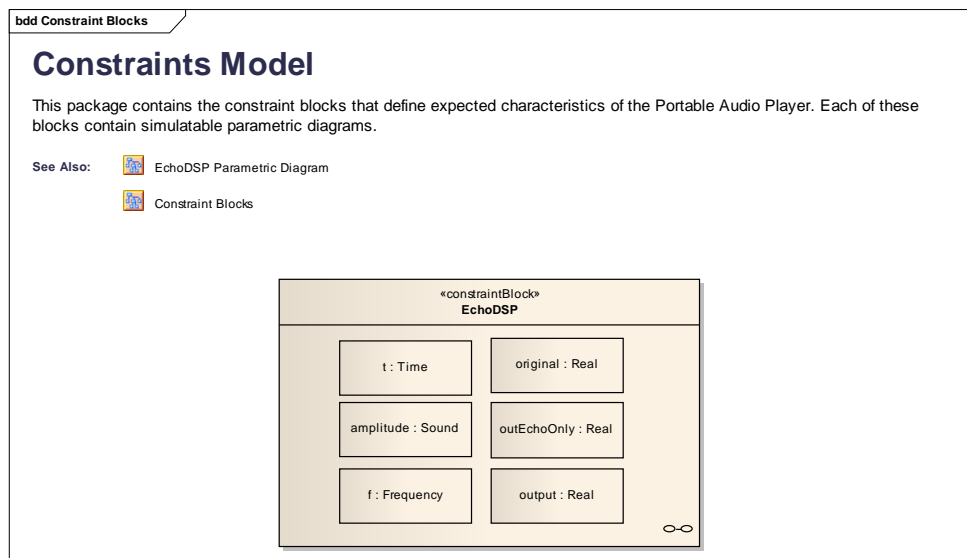 bdd Constraint Blocks
Constraints Model
This package contains the constraint blocks that define expected characteristics of the Portable Audio Player. Each of these
blocks contain simulatable parametric diagrams.
See Also:
EchoDSP Parametric Diagram
Constraint Blocks
«constraintBlock»
EchoDSP
t : Time
original : Real
amplitude : Sound
outEchoOnly : Real
f : Frequency
output : Real